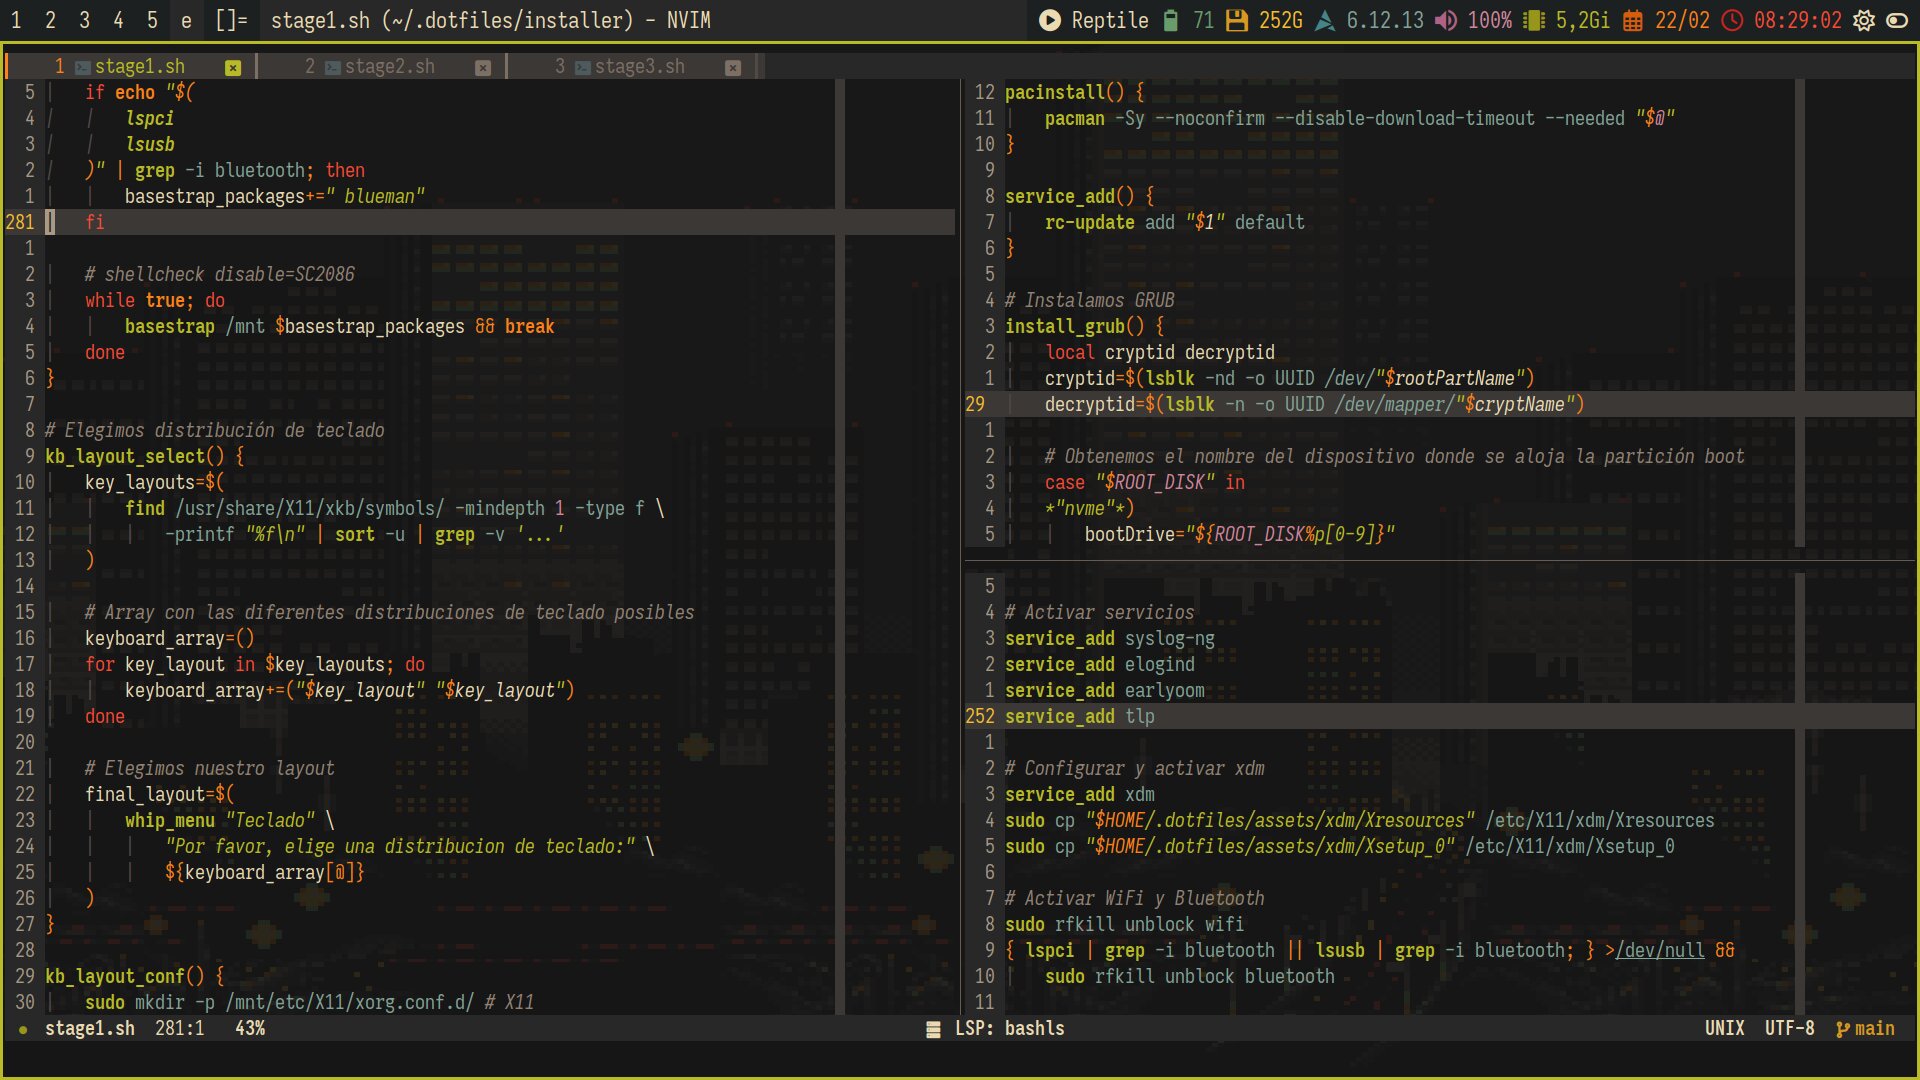 1 2 3 4 5 e []= stage1.sh (~/.dotfiles/installer) - NVIM Reptile 71 252G 6.12.13 100% 5,2Gi 22/02 08:29:02
1 stage1.sh 2 stage2.sh 3 stage3.sh
5 if echo "$(
4 lspci
3 lsusb
2 )" | grep -i bluetooth; then
1 basestrap_packages+=" blueman"
281 fi
1
2 # shellcheck disable=SC2086
3 while true; do
4 basestrap /mnt $basestrap_packages && break
5 done
6 }
7
8 # Elegimos distribución de teclado
9 kb_layout_select() {
10 key_layouts=$(
11 find /usr/share/X11/xkb/symbols/ -mindepth 1 -type f \
12 -printf "%f\n" | sort -u | grep -v '...'
13 )
14
15 # Array con las diferentes distribuciones de teclado posibles
16 keyboard_array=()
17 for key_layout in $key_layouts; do
18 keyboard_array+=("$key_layout" "$key_layout")
19 done
20
21 # Elegimos nuestro layout
22 final_layout=$(
23 whip_menu "Teclado" \
24 "Por favor, elige una distribucion de teclado:" \
25 ${keyboard_array[@]}
26 )
27 }
28
29 kb_layout_conf() {
30 sudo mkdir -p /mnt/etc/X11/xorg.conf.d/ # X11
12 pacinstall() {
11 pacman -Sy --noconfirm --disable-download-timeout --needed "$@"
10 }
9
8 service_add() {
7 rc-update add "$1" default
6 }
5
4 # Instalamos GRUB
3 install_grub() {
2 local cryptid decryptid
1 cryptid=$(lsblk -nd -o UUID /dev/"$rootPartName")
29 decryptid=$(lsblk -n -o UUID /dev/mapper/"$cryptName")
1
2 # Obtenemos el nombre del dispositivo donde se aloja la partición boot
3 case "$ROOT_DISK" in
4 *"nvme"*)
5 bootDrive="${ROOT_DISK%p[0-9]}"
5
4 # Activar servicios
3 service_add syslog-ng
2 service_add elogind
1 service_add earlyoom
252 service_add tlp
1
2 # Configurar y activar xdm
3 service_add xdm
4 sudo cp "$HOME/.dotfiles/assets/xdm/Xresources" /etc/X11/xdm/Xresources
5 sudo cp "$HOME/.dotfiles/assets/xdm/Xsetup_0" /etc/X11/xdm/Xsetup_0
6
7 # Activar WiFi y Bluetooth
8 sudo rfkill unblock wifi
9 { lspci | grep -i bluetooth || lsusb | grep -i bluetooth; } >/dev/null &&
10 sudo rfkill unblock bluetooth
11
stage1.sh 281:1 43% LSP: bashls UNIX UTF-8 main